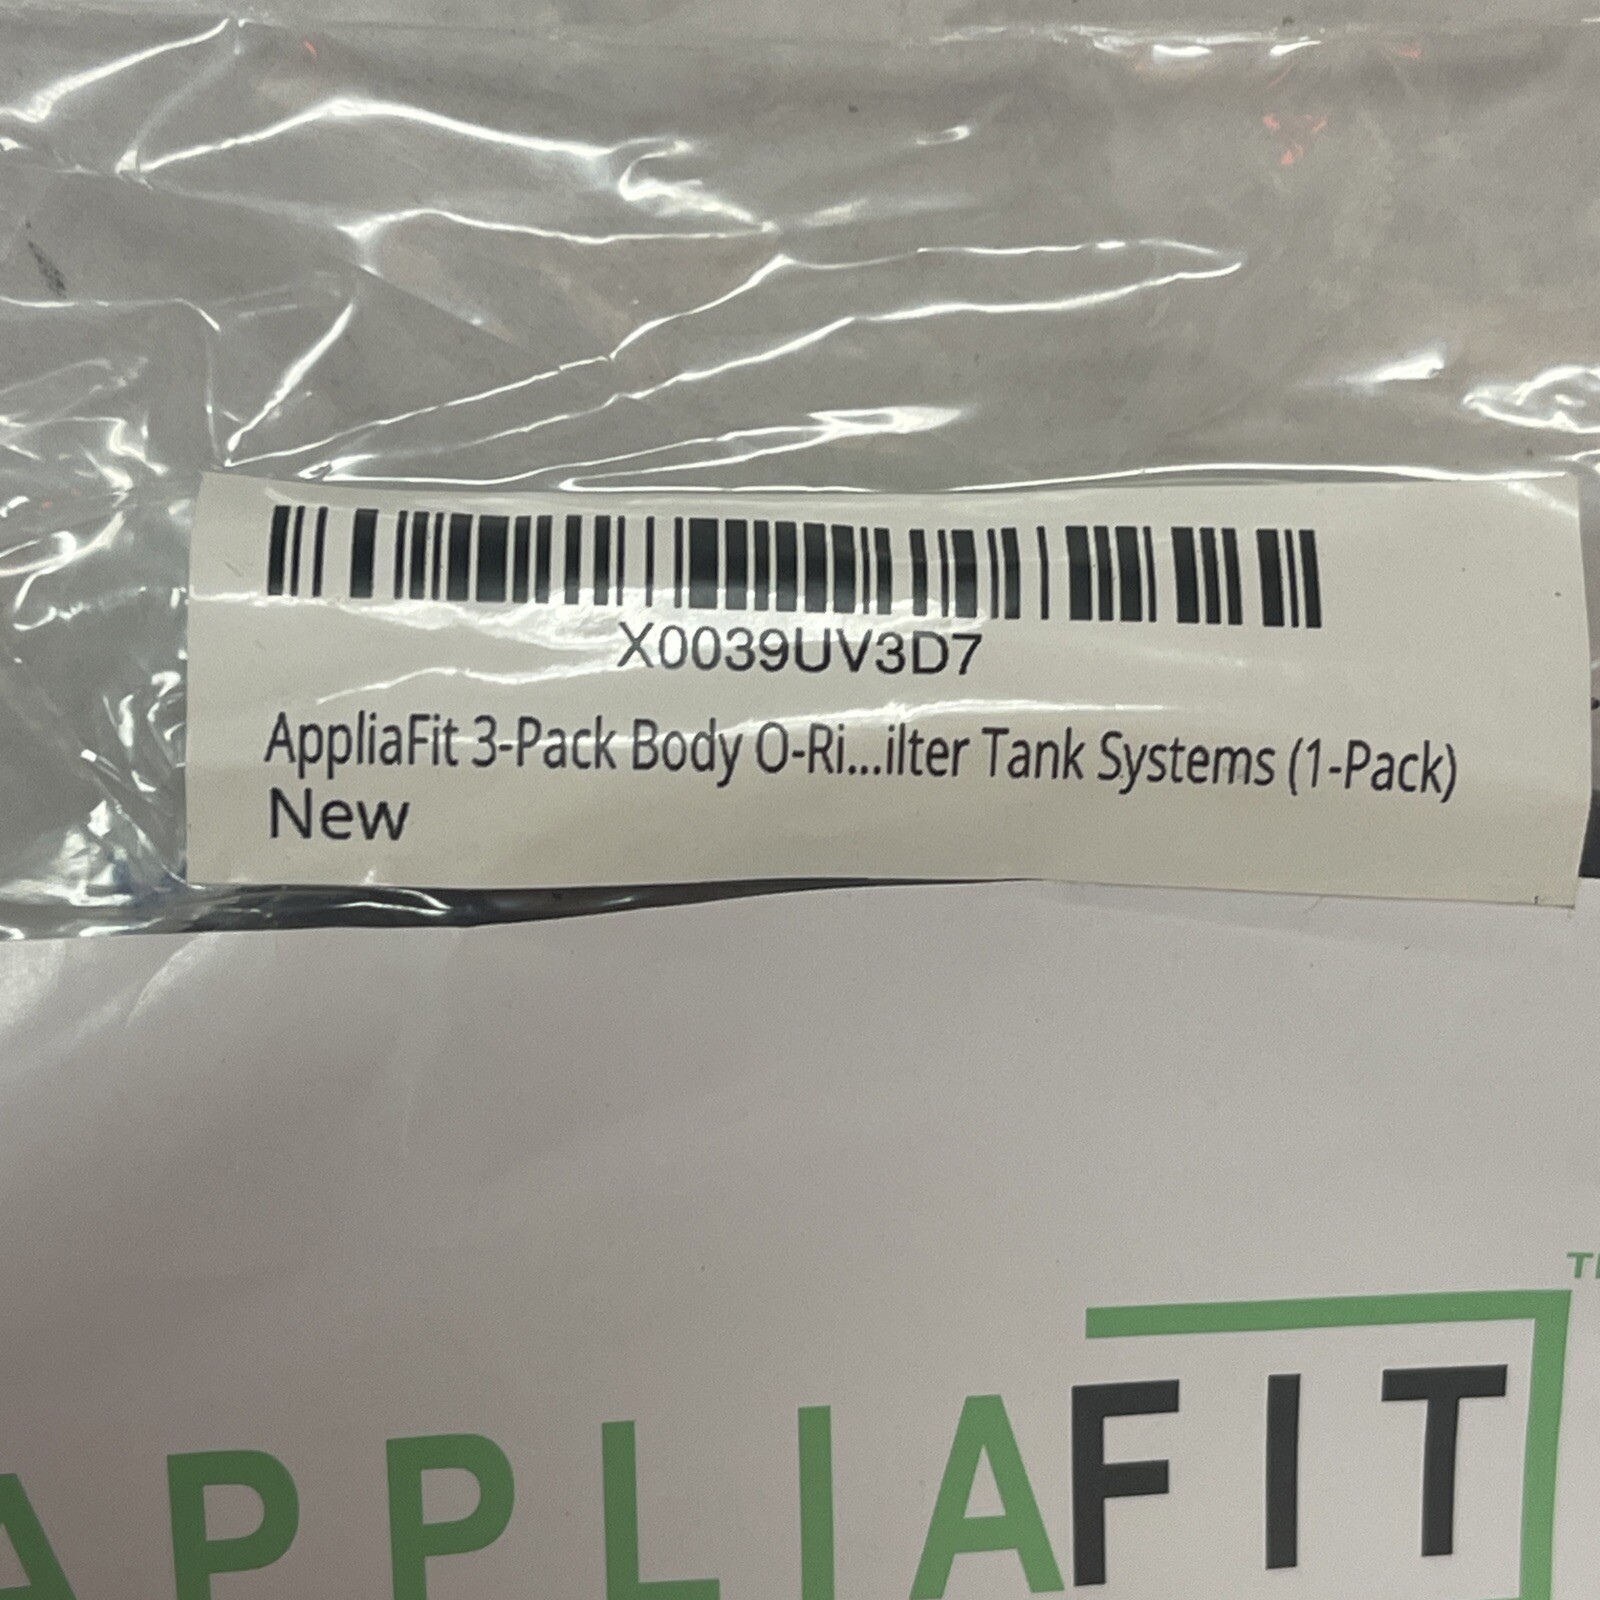 X0039UV3D7
AppliaFit 3-Pack Body O-Ri...ilter Tank Systems (1-Pack)
New
APPLIAFIT